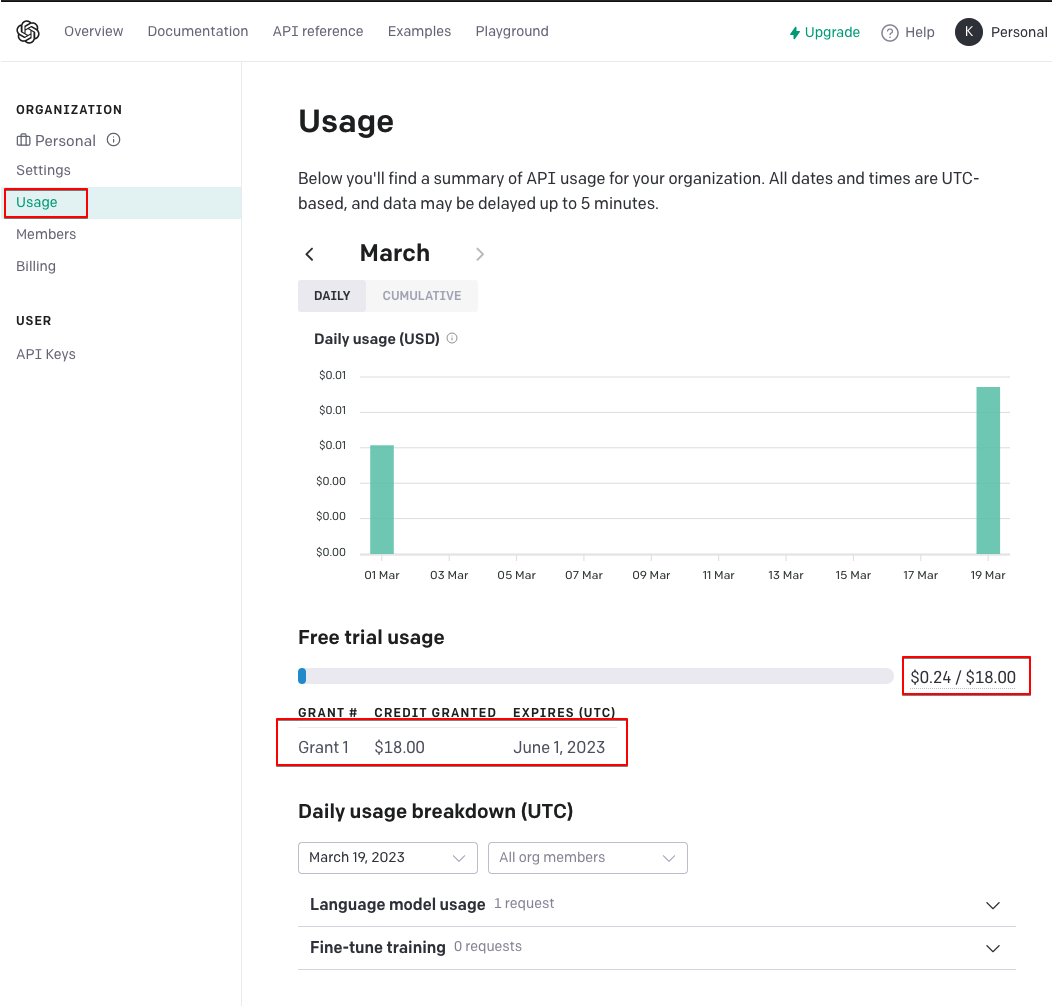 Overview Documentation API reference Examples Playground Upgrade Help K Personal
ORGANIZATION
Personal
Settings
Usage
Members
Billing
USER
API Keys
Usage
Below you'll find a summary of API usage for your organization. All dates and times are UTC-
based, and data may be delayed up to 5 minutes.
March
DAILY CUMULATIVE
Daily usage (USD)
$0.01
$0.01
$0.01
$0.00
$0.00
$0.00
01 Mar 03 Mar 05 Mar 07 Mar 09 Mar 11 Mar 13 Mar 15 Mar 17 Mar 19 Mar
Free trial usage
$0.24 / $18.00
GRANT # CREDIT GRANTED EXPIRES (UTC)
Grant 1 $18.00 June 1, 2023
Daily usage breakdown (UTC)
March 19, 2023 All org members
Language model usage 1 request
Fine-tune training 0 requests